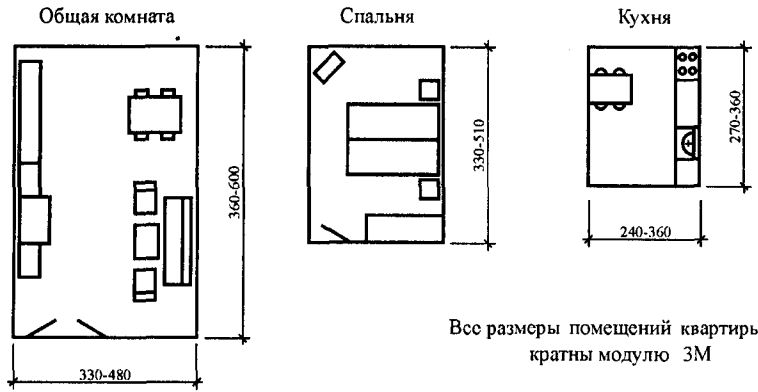 Общая комната
Спальня
Кухня
360-600
330-510
270-360
240-360
330-480
Все размеры помещений квартирь
кратны модулю 3М